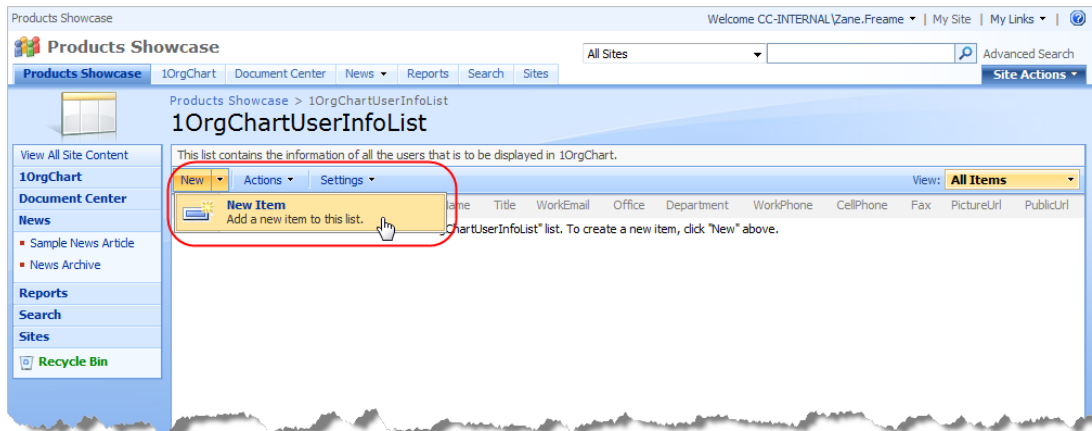 Products Showcase
Welcome CC-INTERNAL\Zane.Freame | My Site | My Links |
Products Showcase
All Sites
Advanced Search
Products Showcase 1OrgChart Document Center News Reports Search Sites
Site Actions
Products Showcase > 1OrgChartUserInfoList
1OrgChartUserInfoList
View All Site Content
This list contains the information of all the users that is to be displayed in 1OrgChart.
1OrgChart
New Actions Settings
View: All Items
Document Center
New Item
Title WorkEmail Office Department WorkPhone CellPhone Fax PictureUrl PublicUrl
Add a new item to this list.
News
gChartUserInfoList" list. To create a new item, click "New" above.
Sample News Article
News Archive
Reports
Search
Sites
Recycle Bin